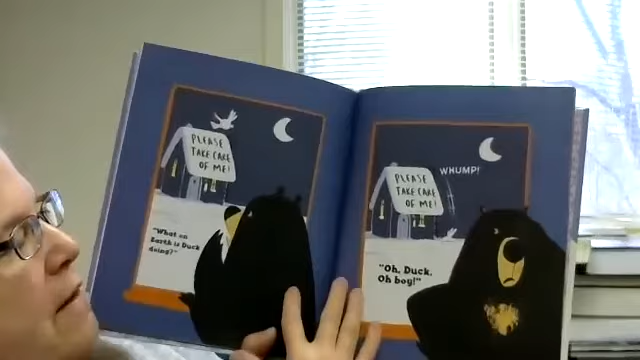 PLEASE
TAKE CARE
OF ME!
"What on
Earth is Duck
doing?"
WHUMP!
PLEASE
TAKE CARE
OF ME!
"Oh, Duck.
Oh boy!"